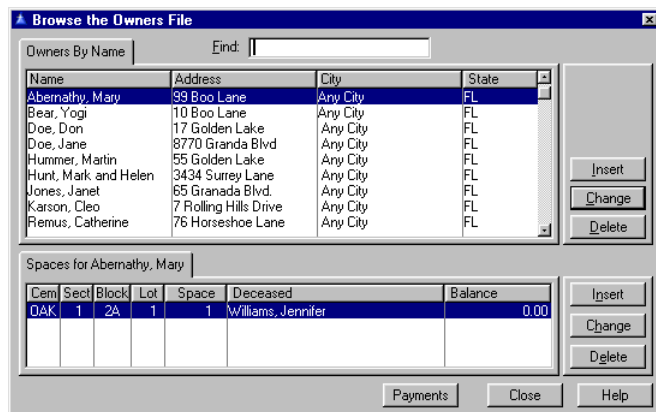 Browse the Owners File
Owners By Name Find:
Name Address City State
Abernathy, Mary 99 Boo Lane Any City FL
Bear, Yogi 10 Boo Lane Any City FL
Doe, Don 17 Golden Lake Any City FL
Doe, Jane 8770 Granda Blvd Any City FL
Hummer, Martin 55 Golden Lake Any City FL
Hunt, Mark and Helen 3434 Surrey Lane Any City FL
Jones, Janet 65 Granada Blvd. Any City FL
Karson, Cleo 7 Rolling Hills Drive Any City FL
Remus, Catherine 76 Horseshoe Lane Any City FL
Insert
Change
Delete
Spaces for Abernathy, Mary
Cem Sect Block Lot Space Deceased Balance
OAK 1 2A 1 1 Williams, Jennifer 0.00
Insert
Change
Delete
Payments Close Help